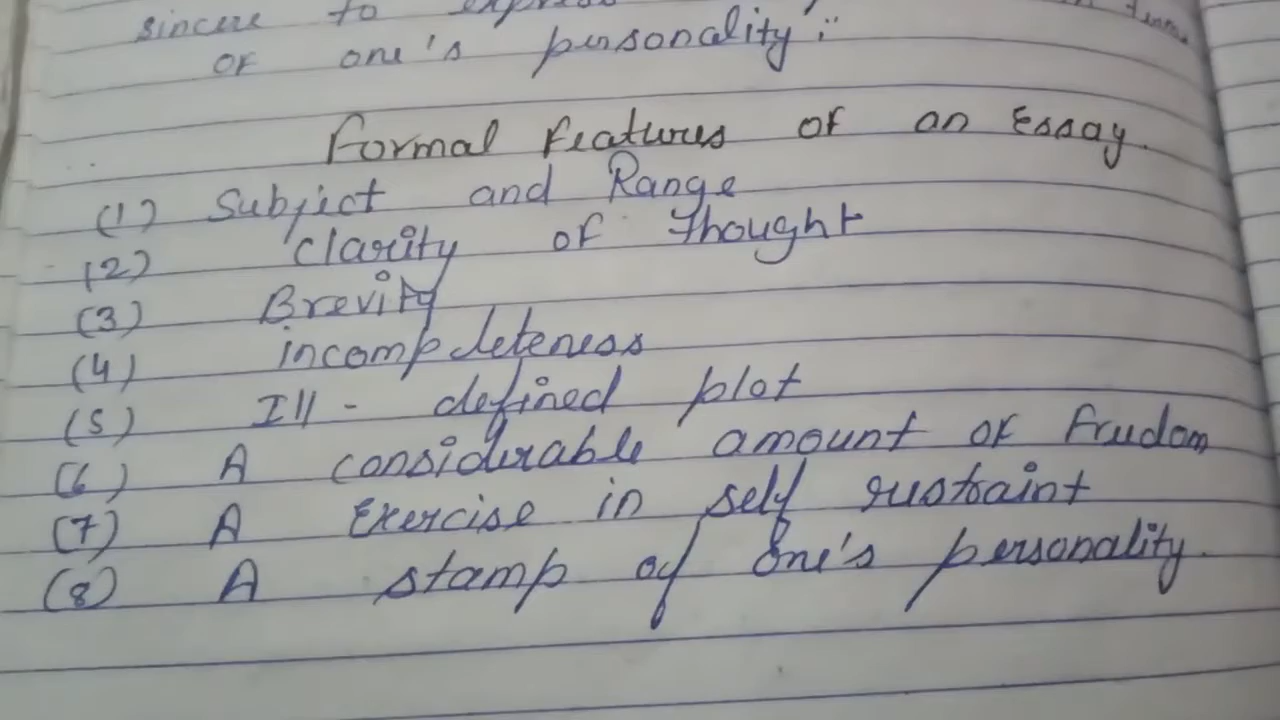 sincere to express
of one's personality":
Formal Features of an Essay.
(1) Subject and Range
(2) Clarity of Thought
(3) Brevity
(4) incompleteness
(5) Ill - defined plot
(6) A considerable amount of Freedom
(7) A Exercise in self restraint
(8) A stamp of One's personality.